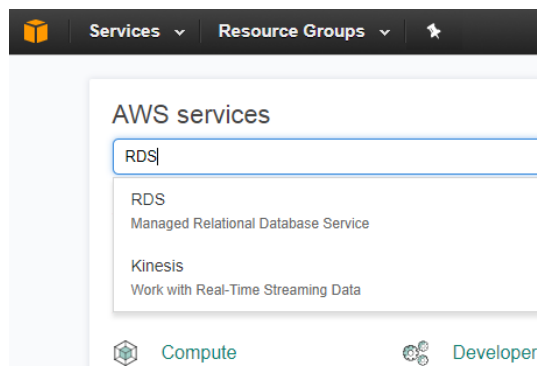 Services Resource Groups
AWS services
RDS
RDS
Managed Relational Database Service
Kinesis
Work with Real-Time Streaming Data
Compute Developer